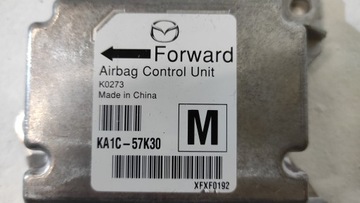 Forward
Airbag Control Unit
K0273
Made in China
KA1C-57K30
M
XFXF0192